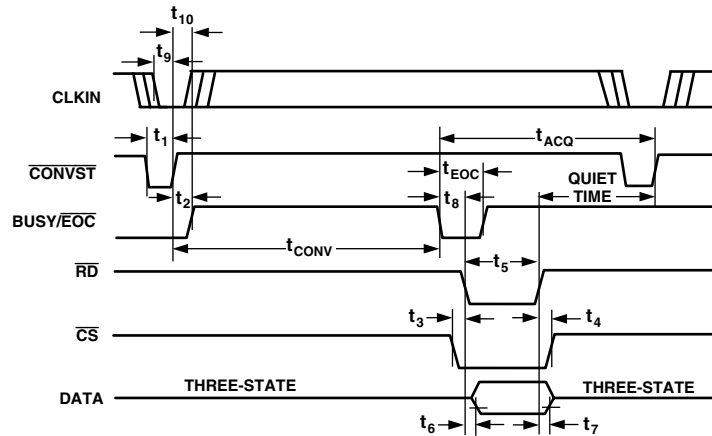 t10
t9
CLKIN
t1
tACQ
CONVST
tEOC
QUIET
TIME
t2
t8
BUSY/EOC
tCONV
t5
RD
t3
t4
CS
THREE-STATE
THREE-STATE
DATA
t6
t7